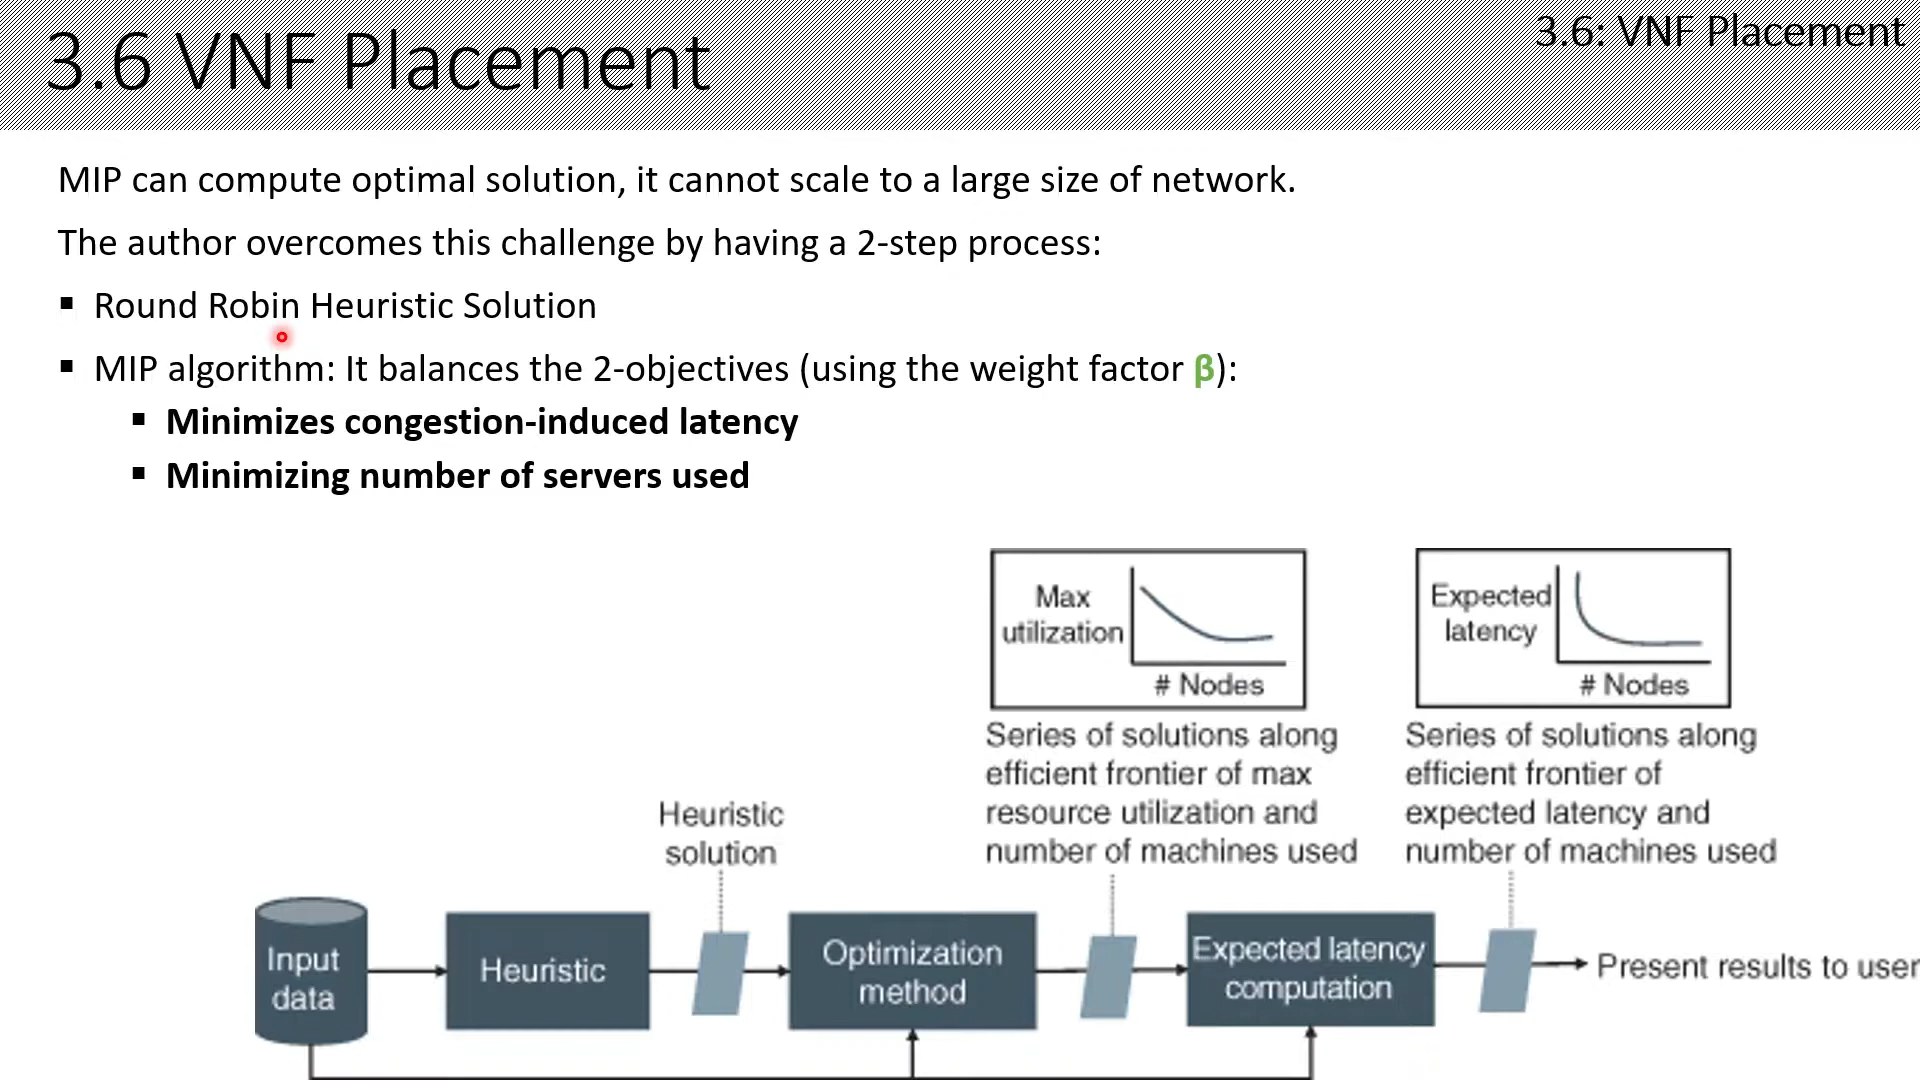 3.6 VNF Placement
3.6: VNF Placement
MIP can compute optimal solution, it cannot scale to a large size of network.
The author overcomes this challenge by having a 2-step process:
▪ Round Robin Heuristic Solution
▪ MIP algorithm: It balances the 2-objectives (using the weight factor β):
▪ Minimizes congestion-induced latency
▪ Minimizing number of servers used
Max
utilization
# Nodes
Expected
latency
# Nodes
Series of solutions along
efficient frontier of max
resource utilization and
number of machines used
Series of solutions along
efficient frontier of
expected latency and
number of machines used
Heuristic
solution
Input
data
Heuristic
Optimization
method
Expected latency
computation
Present results to user